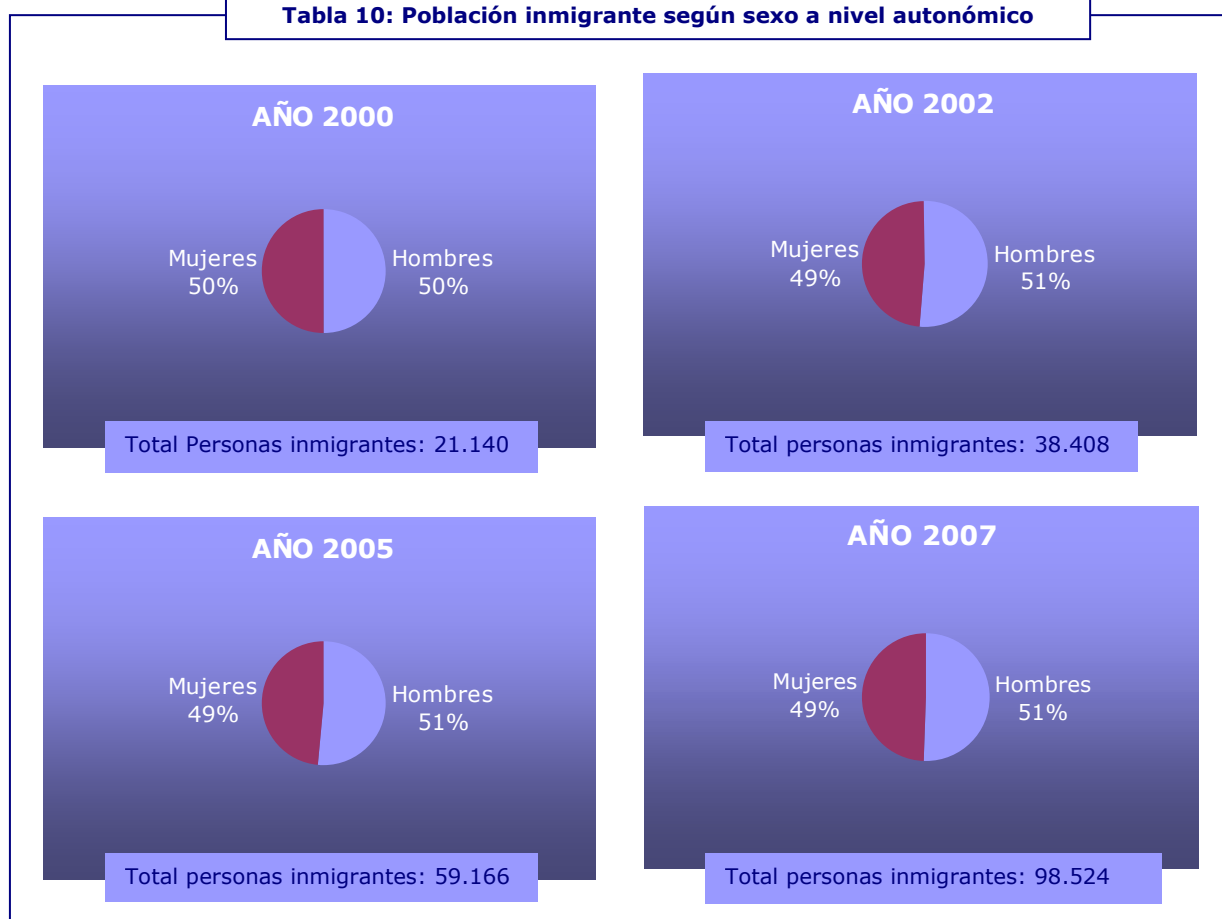 Tabla 10: Población inmigrante según sexo a nivel autonómico
AÑO 2000
Mujeres
50%
Hombres
50%
Total Personas inmigrantes: 21.140
AÑO 2002
Mujeres
49%
Hombres
51%
Total personas inmigrantes: 38.408
AÑO 2005
Mujeres
49%
Hombres
51%
Total personas inmigrantes: 59.166
AÑO 2007
Mujeres
49%
Hombres
51%
Total personas inmigrantes: 98.524